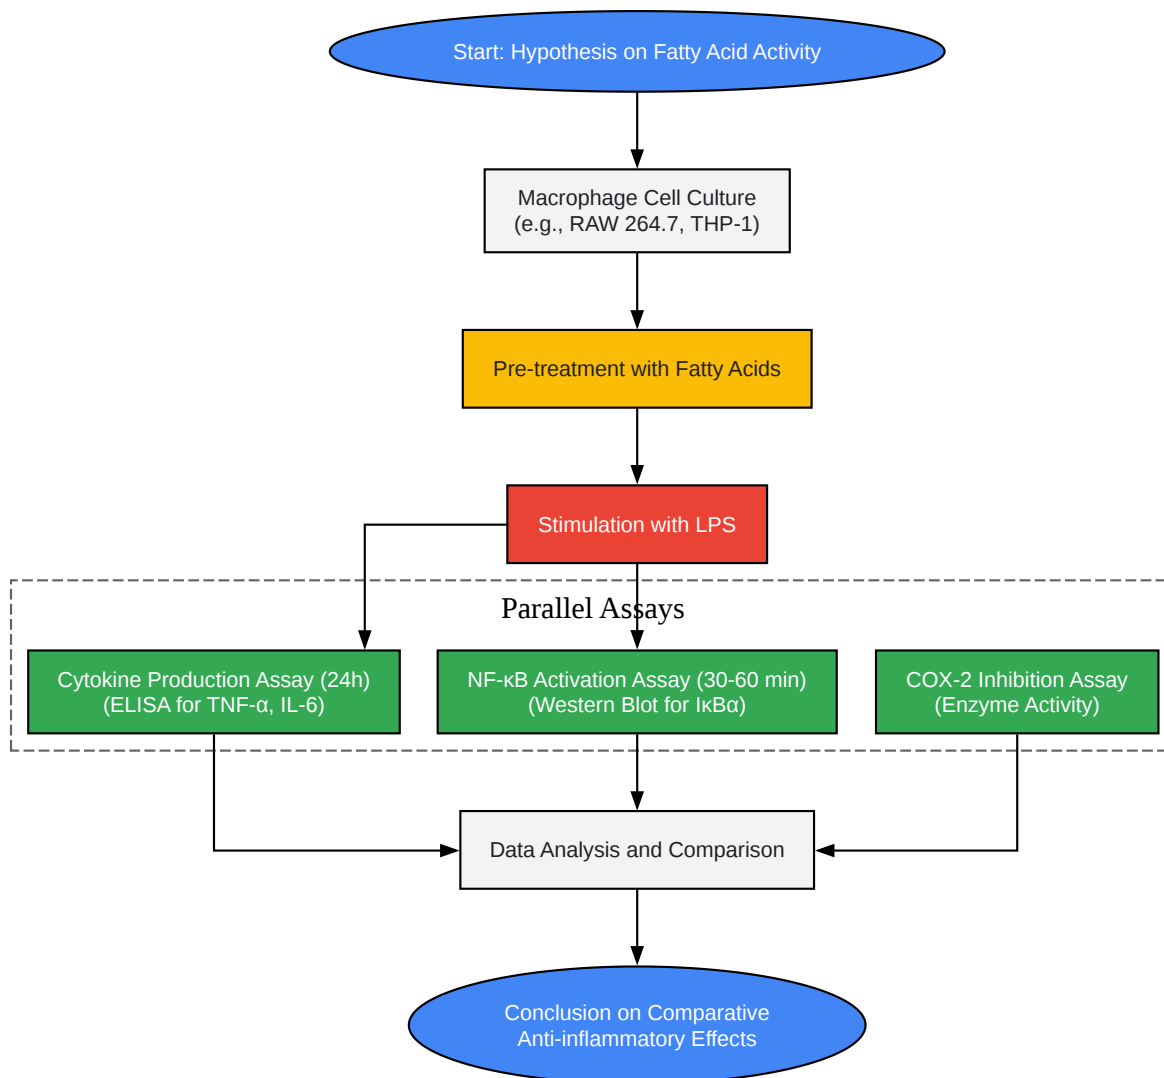 Start: Hypothesis on Fatty Acid Activity
Macrophage Cell Culture
(e.g., RAW 264.7, THP-1)
Pre-treatment with Fatty Acids
Stimulation with LPS
Parallel Assays
Cytokine Production Assay (24h)
(ELISA for TNF-α, IL-6)
NF-κB Activation Assay (30-60 min)
(Western Blot for IκBα)
COX-2 Inhibition Assay
(Enzyme Activity)
Data Analysis and Comparison
Conclusion on Comparative
Anti-inflammatory Effects